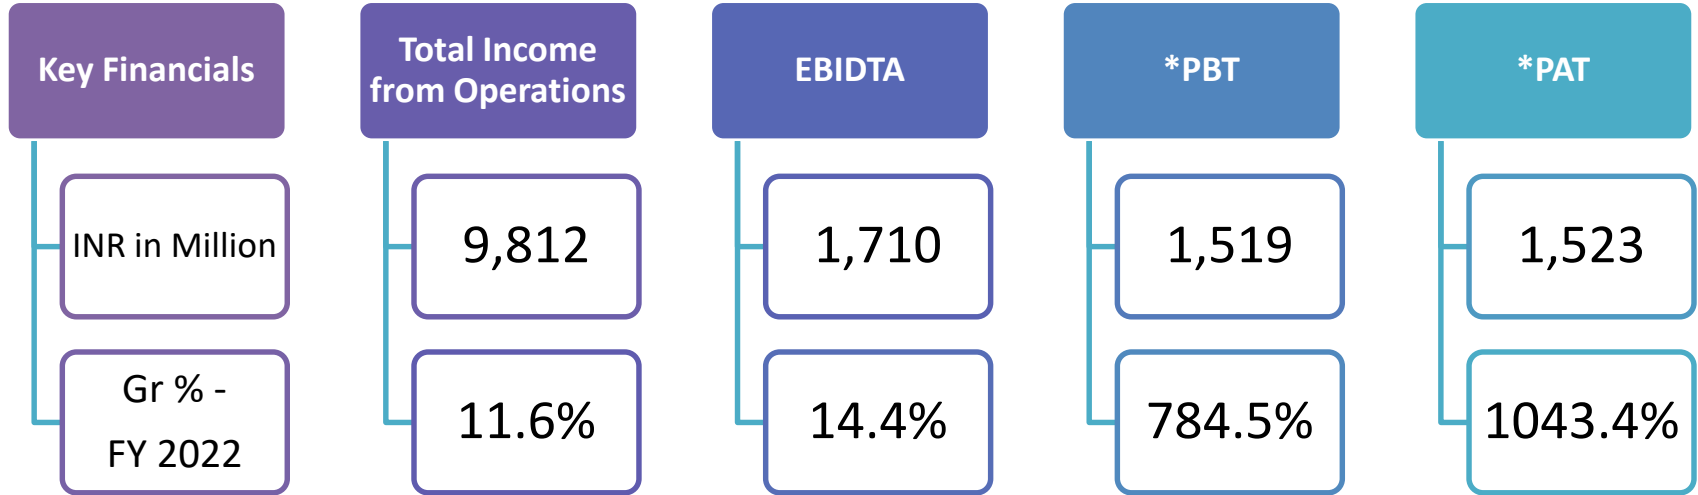 Key Financials
Total Income
from Operations
EBIDTA
*PBT
*PAT
INR in Million
9,812
1,710
1,519
1,523
Gr % -
FY 2022
11.6%
14.4%
784.5%
1043.4%